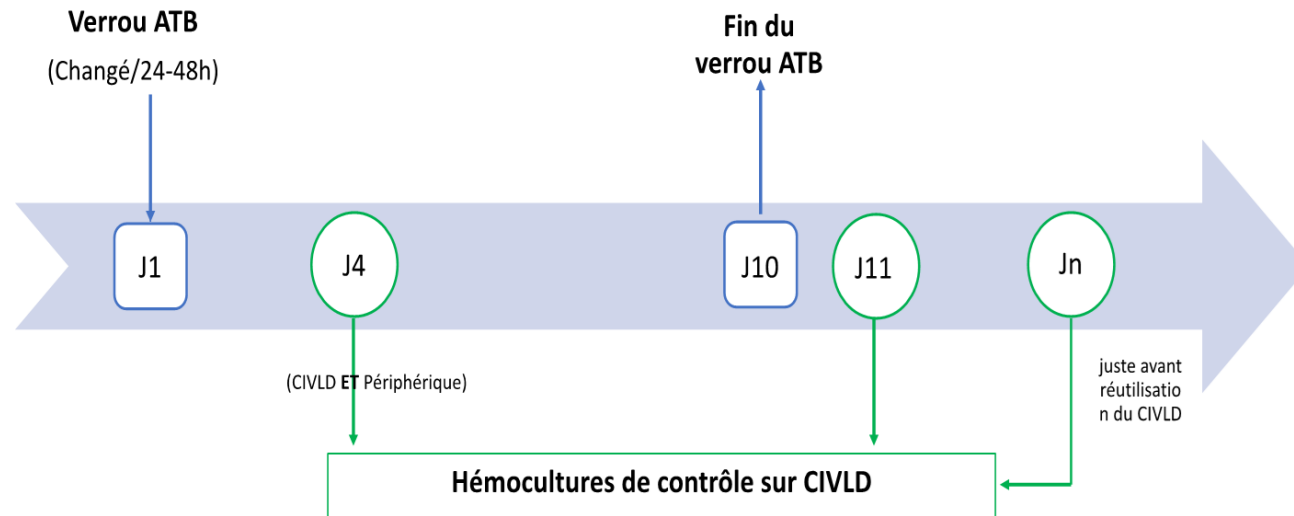 Verrou ATB
(Changé/24-48h)
Fin du
verrou ATB
J1
J4
J10
J11
Jn
(CIVLD ET Périphérique)
juste avant
réutilisatio
n du CIVLD
Hémocultures de contrôle sur CIVLD